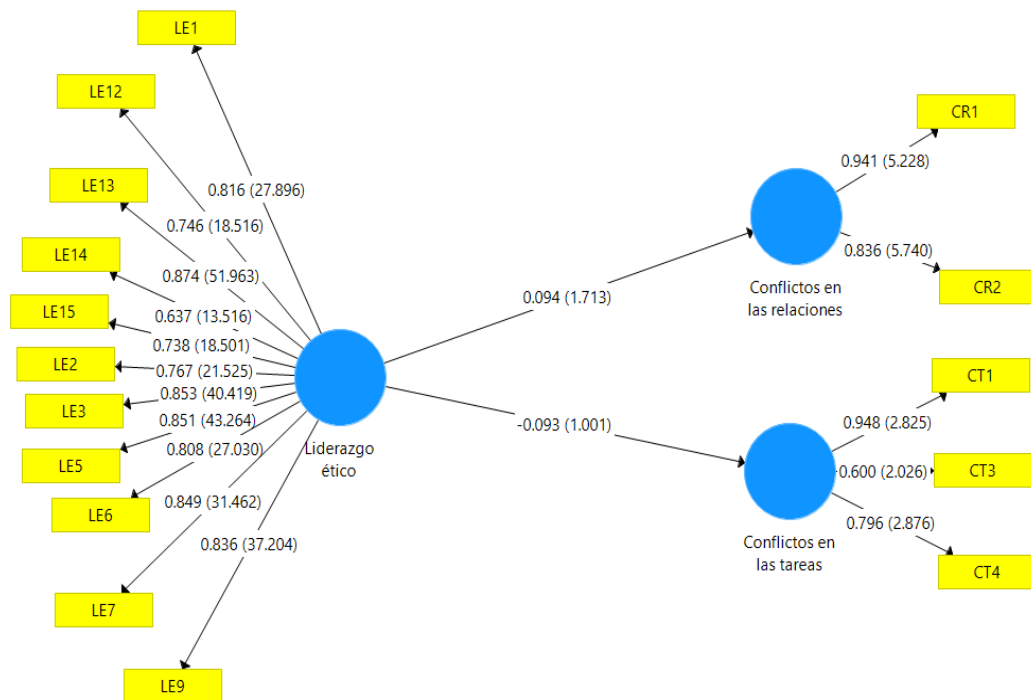 LE1
LE12
LE13
LE14
LE15
LE2
LE3
LE5
LE6
LE7
LE9
0.816 (27.896)
0.746 (18.516)
0.874 (51.963)
0.637 (13.516)
0.738 (18.501)
0.767 (21.525)
0.853 (40.419)
0.851 (43.264)
0.808 (27.030)
0.849 (31.462)
0.836 (37.204)
Liderazgo
ético
0.094 (1.713)
-0.093 (1.001)
Conflictos en
las relaciones
0.941 (5.228)
0.836 (5.740)
CR1
CR2
Conflictos en
las tareas
0.948 (2.825)
0.600 (2.026)
0.796 (2.876)
CT1
CT3
CT4